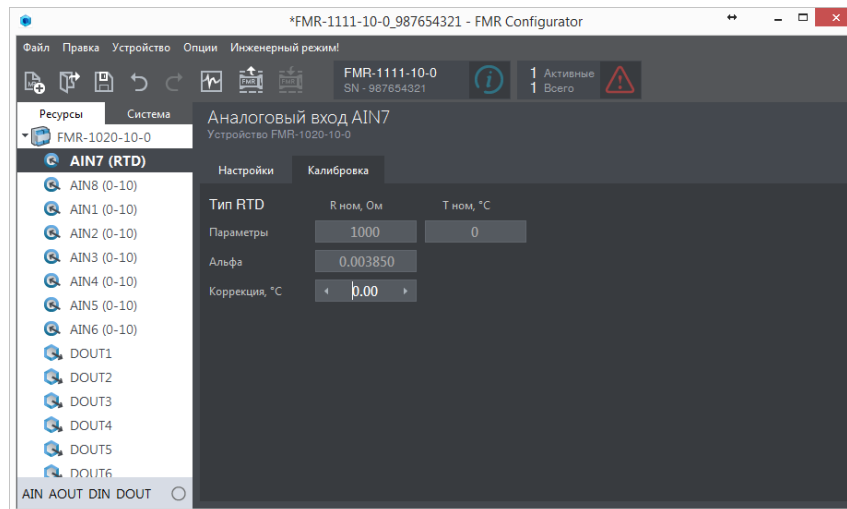 *FMR-1111-10-0_987654321 - FMR Configurator
Файл Правка Устройство Опции Инженерный режим!
FMR-1111-10-0
SN - 987654321
1 Активные
1 Всего
Ресурсы Система
FMR-1020-10-0
AIN7 (RTD)
AIN8 (0-10)
AIN1 (0-10)
AIN2 (0-10)
AIN3 (0-10)
AIN4 (0-10)
AIN5 (0-10)
AIN6 (0-10)
DOUT1
DOUT2
DOUT3
DOUT4
DOUT5
DOUT6
AIN AOUT DIN DOUT
Аналоговый вход AIN7
Устройство FMR-1020-10-0
Настройки Калибровка
Тип RTD R ном, Ом T ном, °C
Параметры 1000 0
Альфа 0.003850
Коррекция, °C 0.00